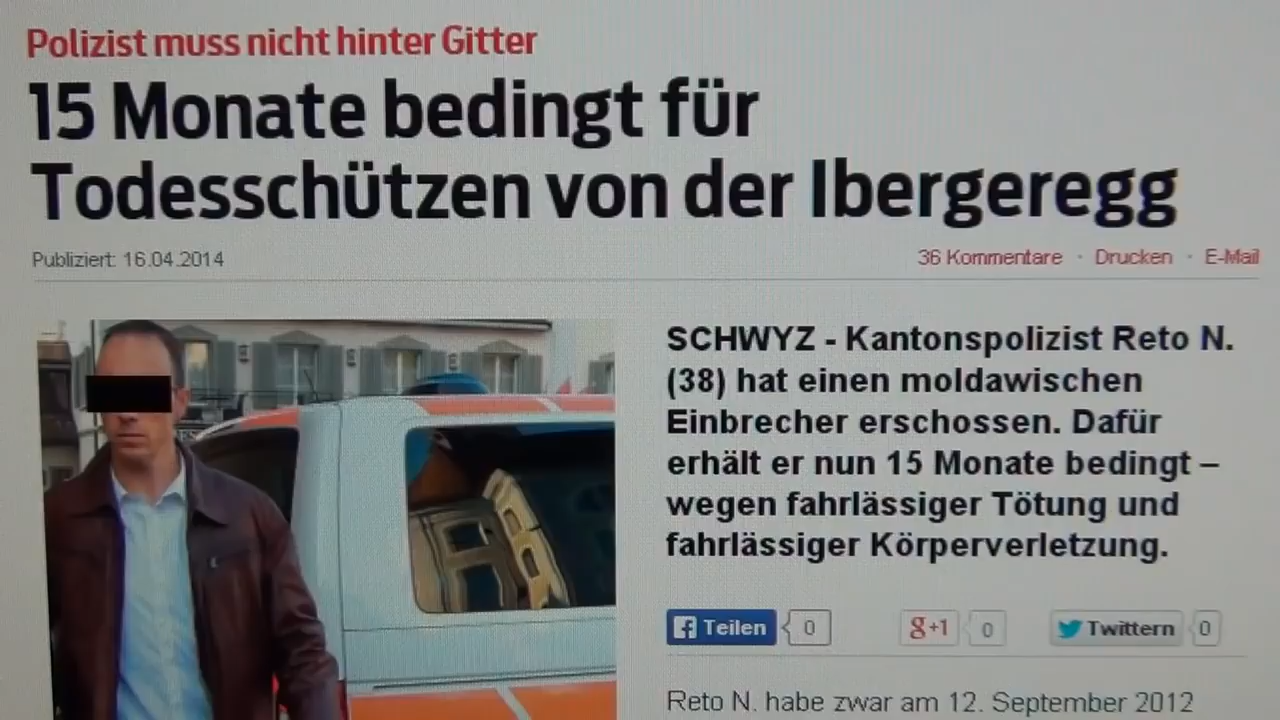 Polizist muss nicht hinter Gitter
15 Monate bedingt für
Todesschützen von der Ibergeregg
Publiziert: 16.04.2014
36 Kommentare · Drucken · E-Mail
SCHWYZ - Kantonspolizist Reto N.
(38) hat einen moldawischen
Einbrecher erschossen. Dafür
erhält er nun 15 Monate bedingt –
wegen fahrlässiger Tötung und
fahrlässiger Körperverletzung.
Teilen 0 g+1 0 Twittern 0
Reto N. habe zwar am 12. September 2012